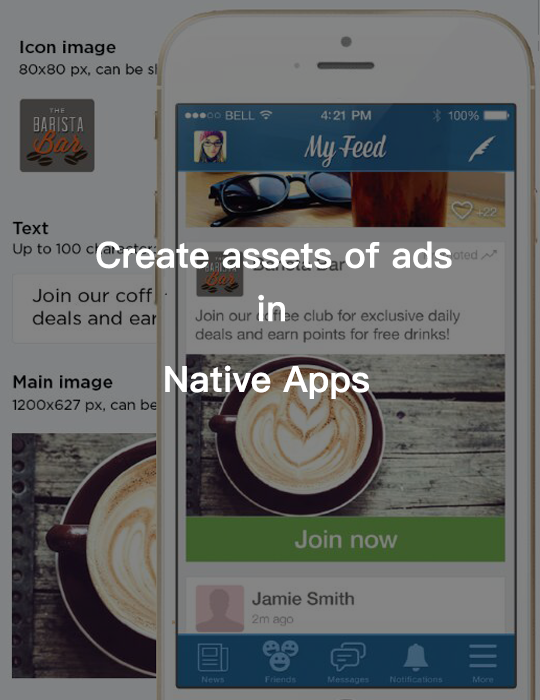 Icon image
80x80 px, can be
THE
BARISTA
Bar
Text
Up to 100 character
Join our coff
deals and ear
Main image
1200x627 px, can be
BELL
4:21 PM
100%
My Feed
+22
Create assets of ads
in
Native Apps
Barista Bar
Join our coffee club for exclusive daily
deals and earn points for free drinks!
Join now
Jamie Smith
2m ago
News
Friends
Messages
Notifications
More